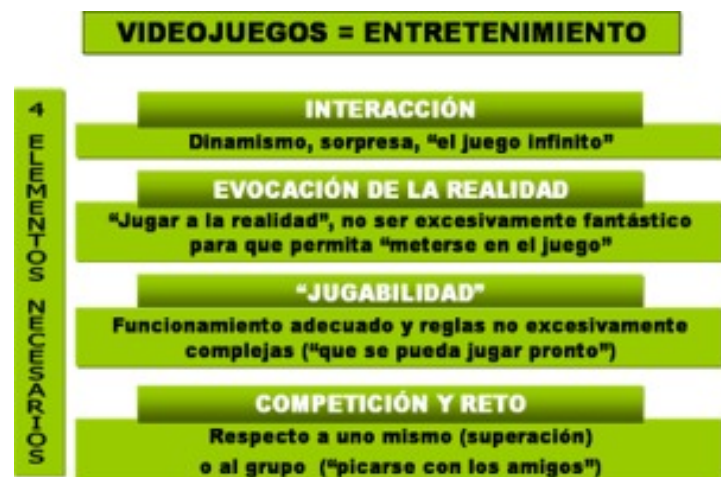 VIDEOJUEGOS = ENTRETENIMIENTO
4 ELEMENTOS NECESARIOS
INTERACCIÓN
Dinamismo, sorpresa, “el juego infinito”
EVOCACIÓN DE LA REALIDAD
“Jugar a la realidad”, no ser excesivamente fantástico
para que permita “meterse en el juego”
“JUGABILIDAD”
Funcionamiento adecuado y reglas no excesivamente
complejas (“que se pueda jugar pronto”)
COMPETICIÓN Y RETO
Respecto a uno mismo (superación)
o al grupo (“picarse con los amigos”)